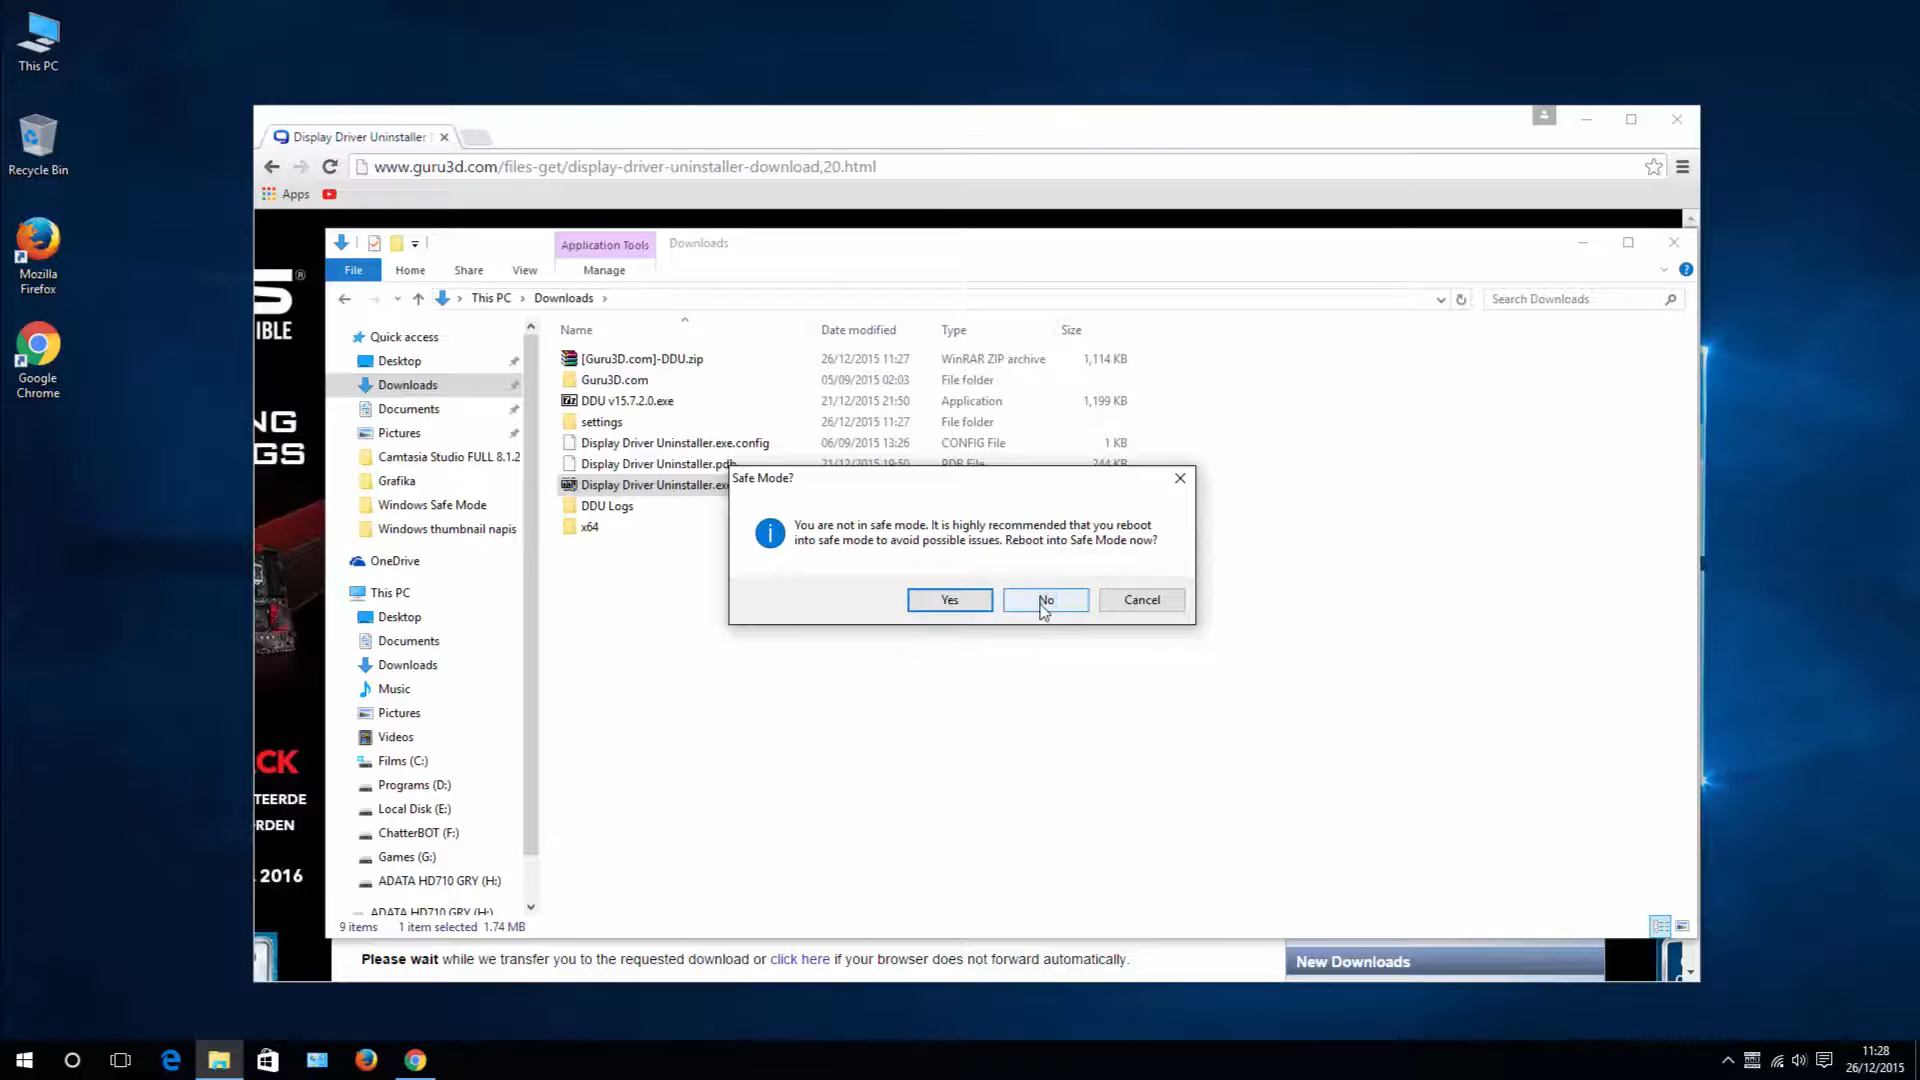 This PC
Recycle Bin
Mozilla
Firefox
Google
Chrome
Display Driver Uninstaller
www.guru3d.com/files-get/display-driver-uninstaller-download,20.html
Apps
®
IBLE
NG
GS
CK
TEERDE
RDEN
2016
Application Tools
Downloads
File
Home
Share
View
Manage
This PC
Downloads
Search Downloads
Name
Date modified
Type
Size
[Guru3D.com]-DDU.zip 26/12/2015 11:27 WinRAR ZIP archive 1,114 KB
Guru3D.com 05/09/2015 02:03 File folder
DDU v15.7.2.0.exe 21/12/2015 21:50 Application 1,199 KB
settings 26/12/2015 11:27 File folder
Display Driver Uninstaller.exe.config 06/09/2015 13:26 CONFIG File 1 KB
Display Driver Uninstaller.pdb 21/12/2015 19:50 PDB File 244 KB
Display Driver Uninstaller.exe
DDU Logs
x64
Quick access
Desktop
Downloads
Documents
Pictures
Camtasia Studio FULL 8.1.2
Grafika
Windows Safe Mode
Windows thumbnail napis
OneDrive
This PC
Desktop
Documents
Downloads
Music
Pictures
Videos
Films (C:)
Programs (D:)
Local Disk (E:)
ChatterBOT (F:)
Games (G:)
ADATA HD710 GRY (H:)
ADATA HD710 GRY (H:)
9 items
1 item selected 1.74 MB
Safe Mode?
You are not in safe mode. It is highly recommended that you reboot
into safe mode to avoid possible issues. Reboot into Safe Mode now?
Yes
No
Cancel
Please wait while we transfer you to the requested download or click here if your browser does not forward automatically.
New Downloads
11:28
26/12/2015